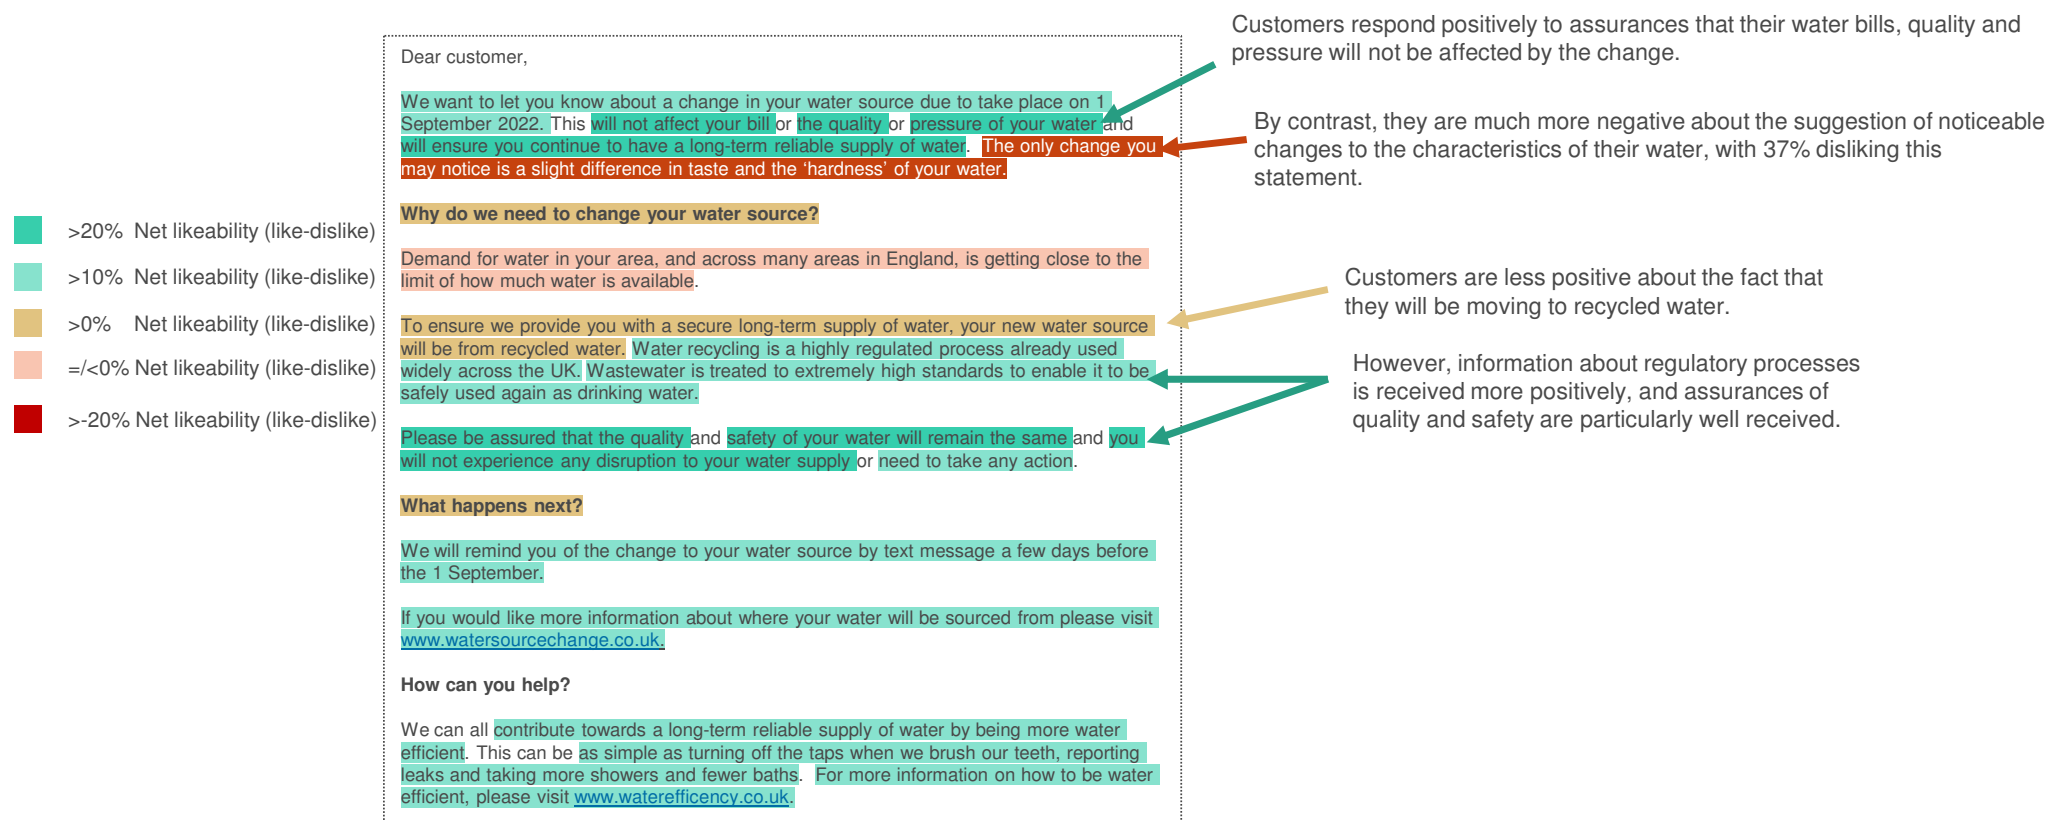 Customers respond positively to assurances that their water bills, quality and
pressure will not be affected by the change.
Dear customer,
We want to let you know about a change in your water source due to take place on 1
September 2022. This will not affect your bill or the quality or pressure of your water and
will ensure you continue to have a long-term reliable supply of water. The only change you
may notice is a slight difference in taste and the ‘hardness’ of your water.
By contrast, they are much more negative about the suggestion of noticeable
changes to the characteristics of their water, with 37% disliking this
statement.
Why do we need to change your water source?
>20% Net likeability (like-dislike)
>10% Net likeability (like-dislike)
>0% Net likeability (like-dislike)
=/<0% Net likeability (like-dislike)
>-20% Net likeability (like-dislike)
Demand for water in your area, and across many areas in England, is getting close to the
limit of how much water is available.
Customers are less positive about the fact that
they will be moving to recycled water.
To ensure we provide you with a secure long-term supply of water, your new water source
will be from recycled water. Water recycling is a highly regulated process already used
widely across the UK. Wastewater is treated to extremely high standards to enable it to be
safely used again as drinking water.
However, information about regulatory processes
is received more positively, and assurances of
quality and safety are particularly well received.
Please be assured that the quality and safety of your water will remain the same and you
will not experience any disruption to your water supply or need to take any action.
What happens next?
We will remind you of the change to your water source by text message a few days before
the 1 September.
If you would like more information about where your water will be sourced from please visit
www.watersourcechange.co.uk.
How can you help?
We can all contribute towards a long-term reliable supply of water by being more water
efficient. This can be as simple as turning off the taps when we brush our teeth, reporting
leaks and taking more showers and fewer baths. For more information on how to be water
efficient, please visit www.waterefficency.co.uk.